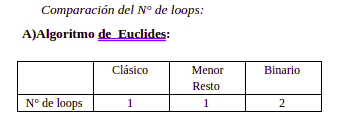 Comparación del N° de loops:
A)Algoritmo de Euclides:
Clásico Menor Binario
Resto
N° de loops 1 1 2